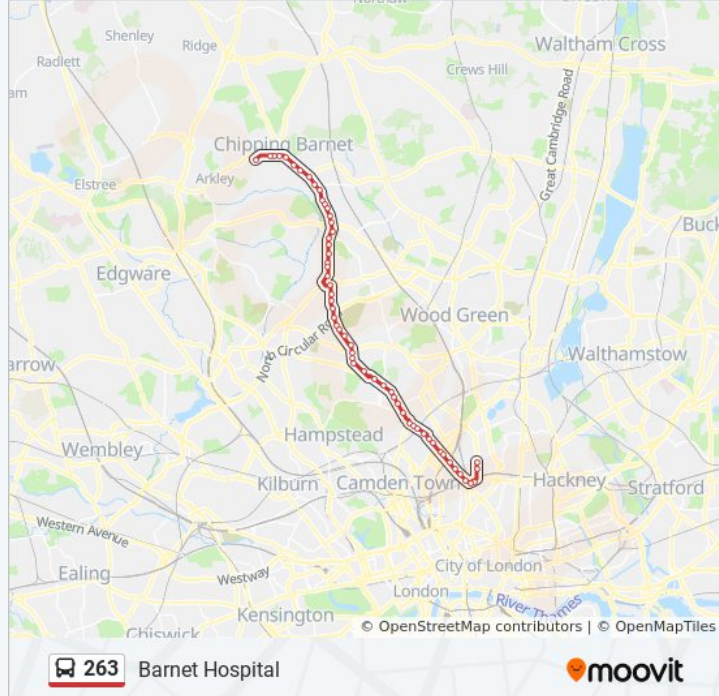 Shenley
Ridge
Waltham Cross
Radlett
Crews Hill
am
Great Cambridge Road
Chipping Barnet
Arkley
Elstree
Buck
Edgware
Wood Green
North Circular Ro
Walthamstow
arrow
Hampstead
Wembley
Kilburn
Camden Town
Hackney
Stratford
Western Avenue
City of London
Ealing
Westway
London
River Thames
Kensington
Chiswick
© OpenStreetMap contributors | © OpenMapTiles
263 Barnet Hospital
moovit